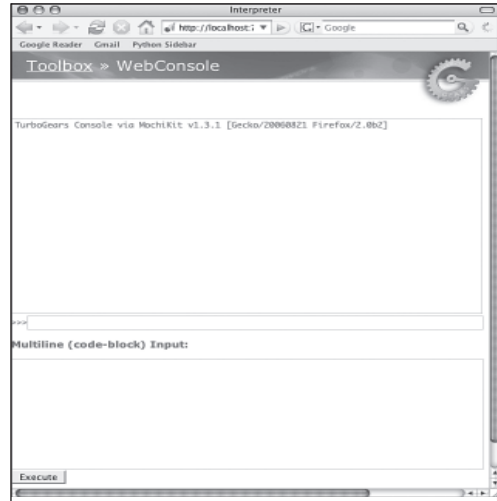 Interpreter
http://localhost:7
Google
Google Reader Gmail Python Sidebar
Toolbox » WebConsole
TurboGears Console via MochiKit v1.3.1 [Gecko/20060821 Firefox/2.0b2]
>>>
Multiline (code-block) Input:
Execute